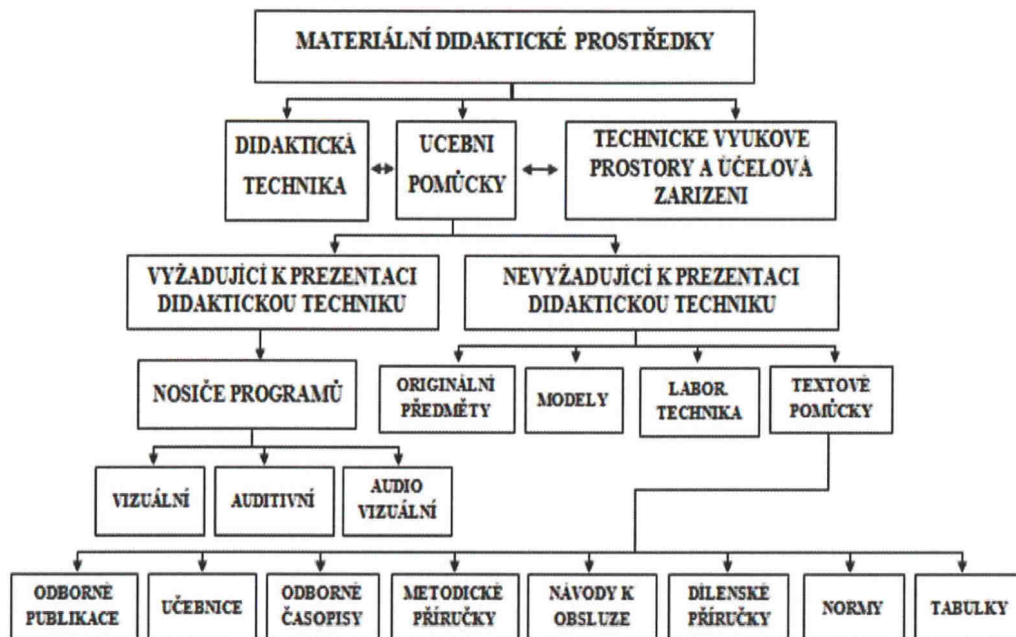 MATERIÁLNÍ DIDAKTICKÉ PROSTŘEDKY
DIDAKTICKÁ
TECHNIKA
UCEBNI
POMŮCKY
TECHNICKE VYUKOVE
PROSTORY A ÚČELOVÁ
ZARIZENI
VYŽADUJÍCÍ K PREZENTACI
DIDAKTICKOU TECHNIKU
NEVYŽADUJÍCÍ K PREZENTACI
DIDAKTICKOU TECHNIKU
NOSIČE PROGRAMŮ
ORIGINÁLNÍ
PŘEDMĚTY
MODELY
LABOR.
TECHNIKA
TEXTOVÉ
POMŮCKY
VIZUÁLNÍ
AUDITIVNÍ
AUDIO
VIZUÁLNÍ
ODBORNÉ
PUBLIKACE
UČEBNICE
ODBORNÉ
ČASOPISY
METODICKÉ
PŘÍRUČKY
NÁVODY K
OBSLUZE
DÍLENSKÉ
PŘÍRUČKY
NORMY
TABULKY